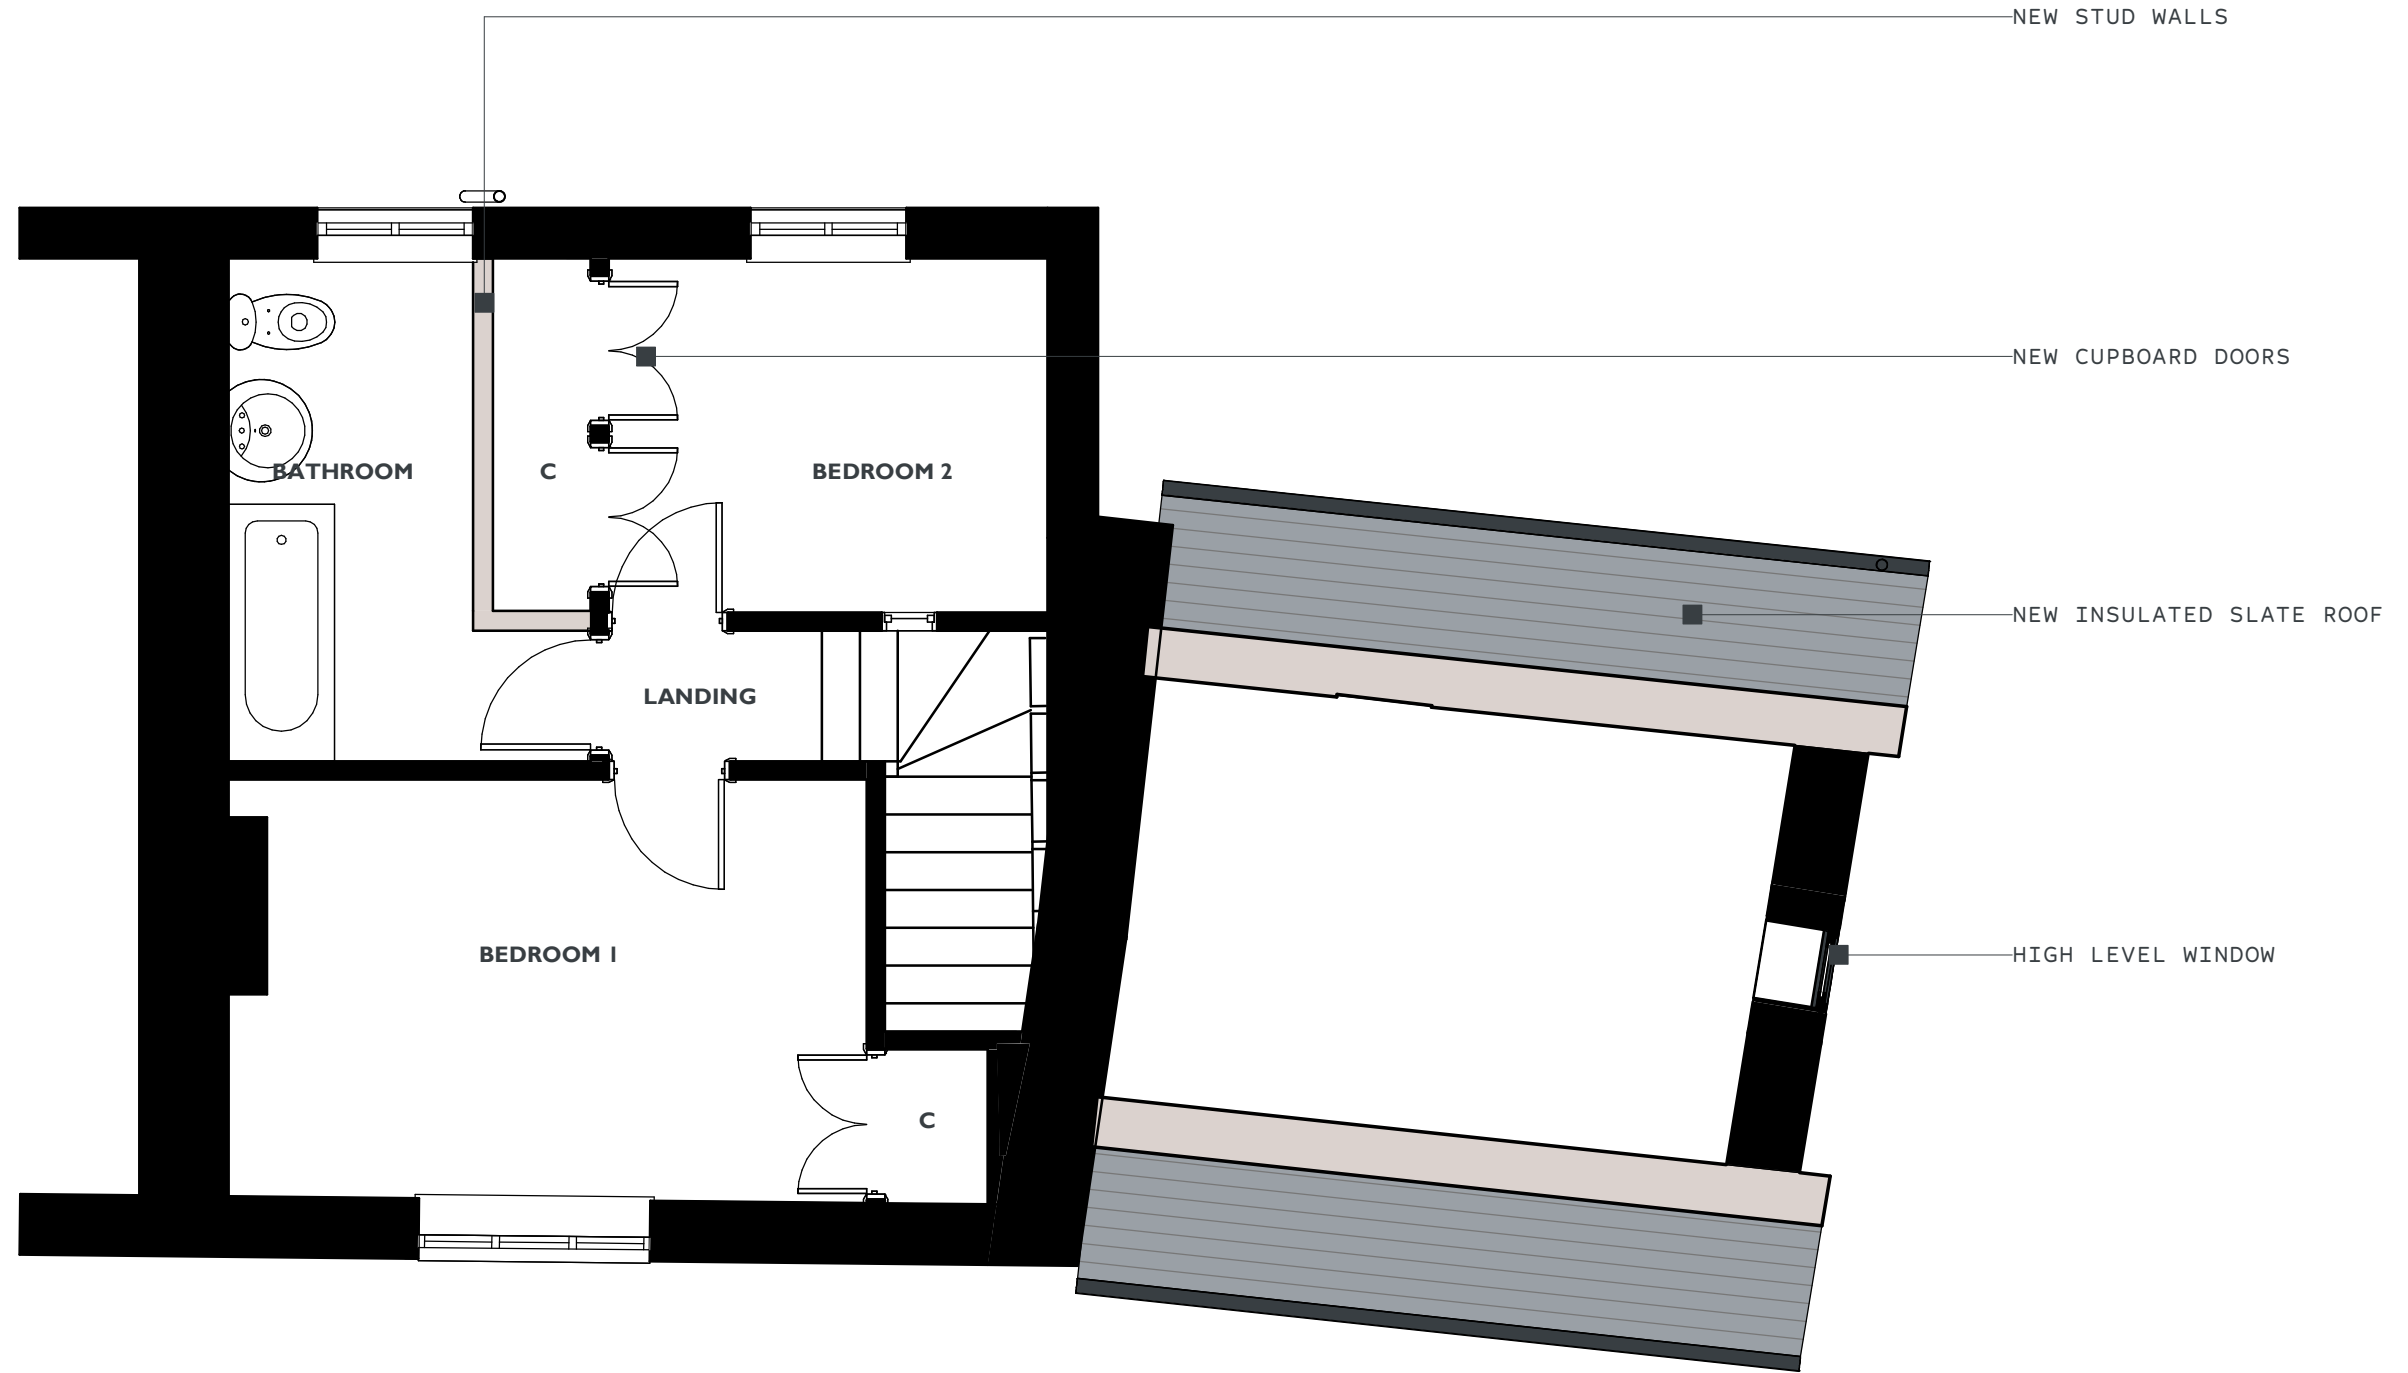 NEW STUD WALLS
NEW CUPBOARD DOORS
BATHROOM
C
BEDROOM 2
NEW INSULATED SLATE ROOF
LANDING
BEDROOM 1
HIGH LEVEL WINDOW
C